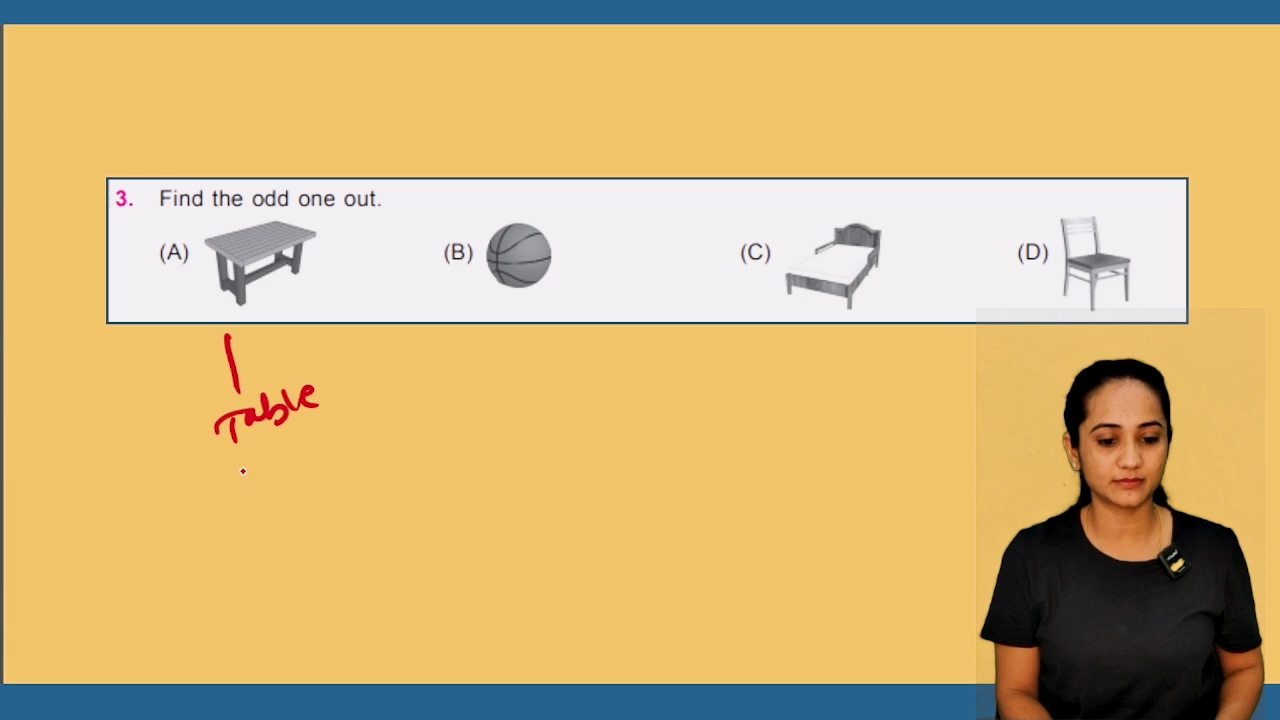 3. Find the odd one out.
(A) (B) (C) (D)
Table